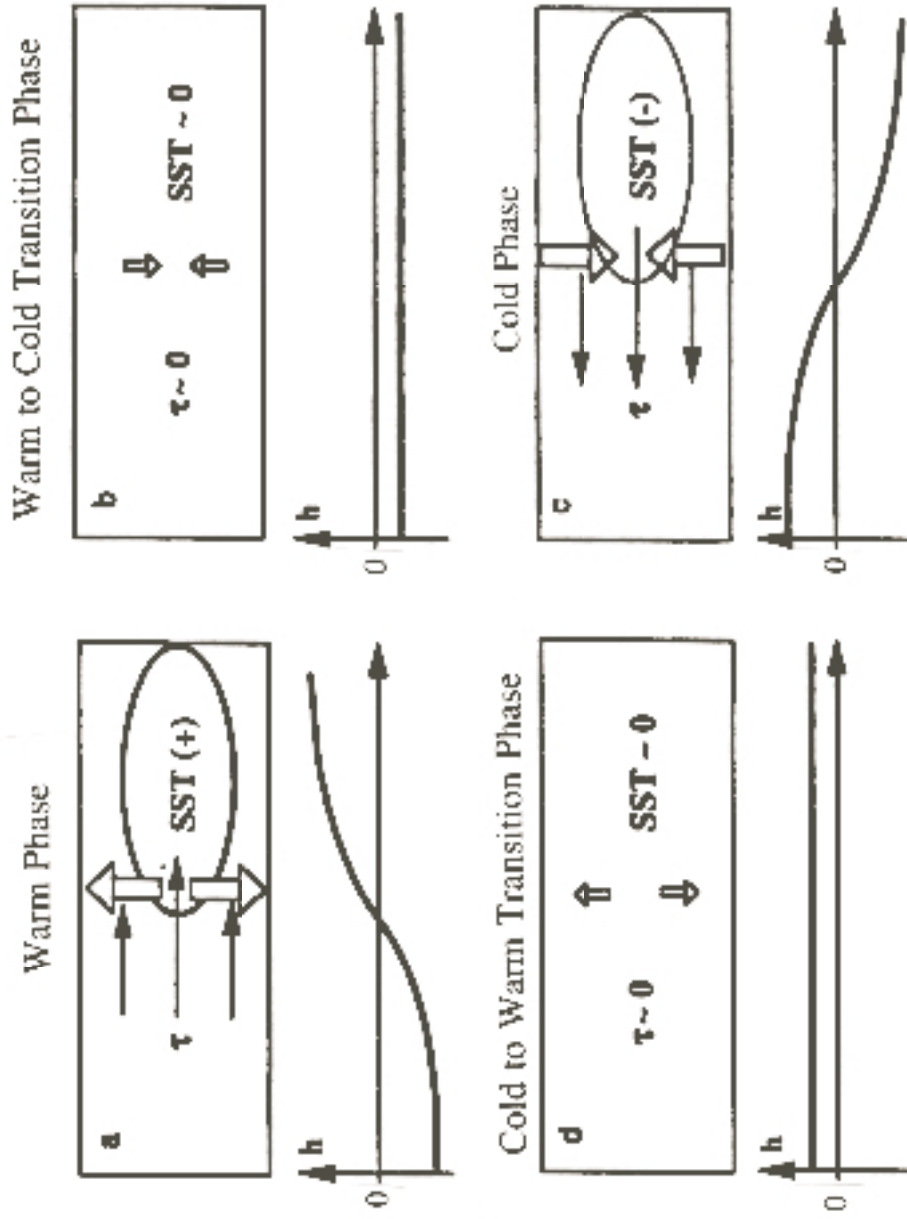 Warm Phase
a
τ
SST (+)
h
0
Warm to Cold Transition Phase
b
τ ~ 0
SST ~ 0
h
0
Cold to Warm Transition Phase
d
τ ~ 0
SST ~ 0
h
0
Cold Phase
c
τ
SST (-)
h
0